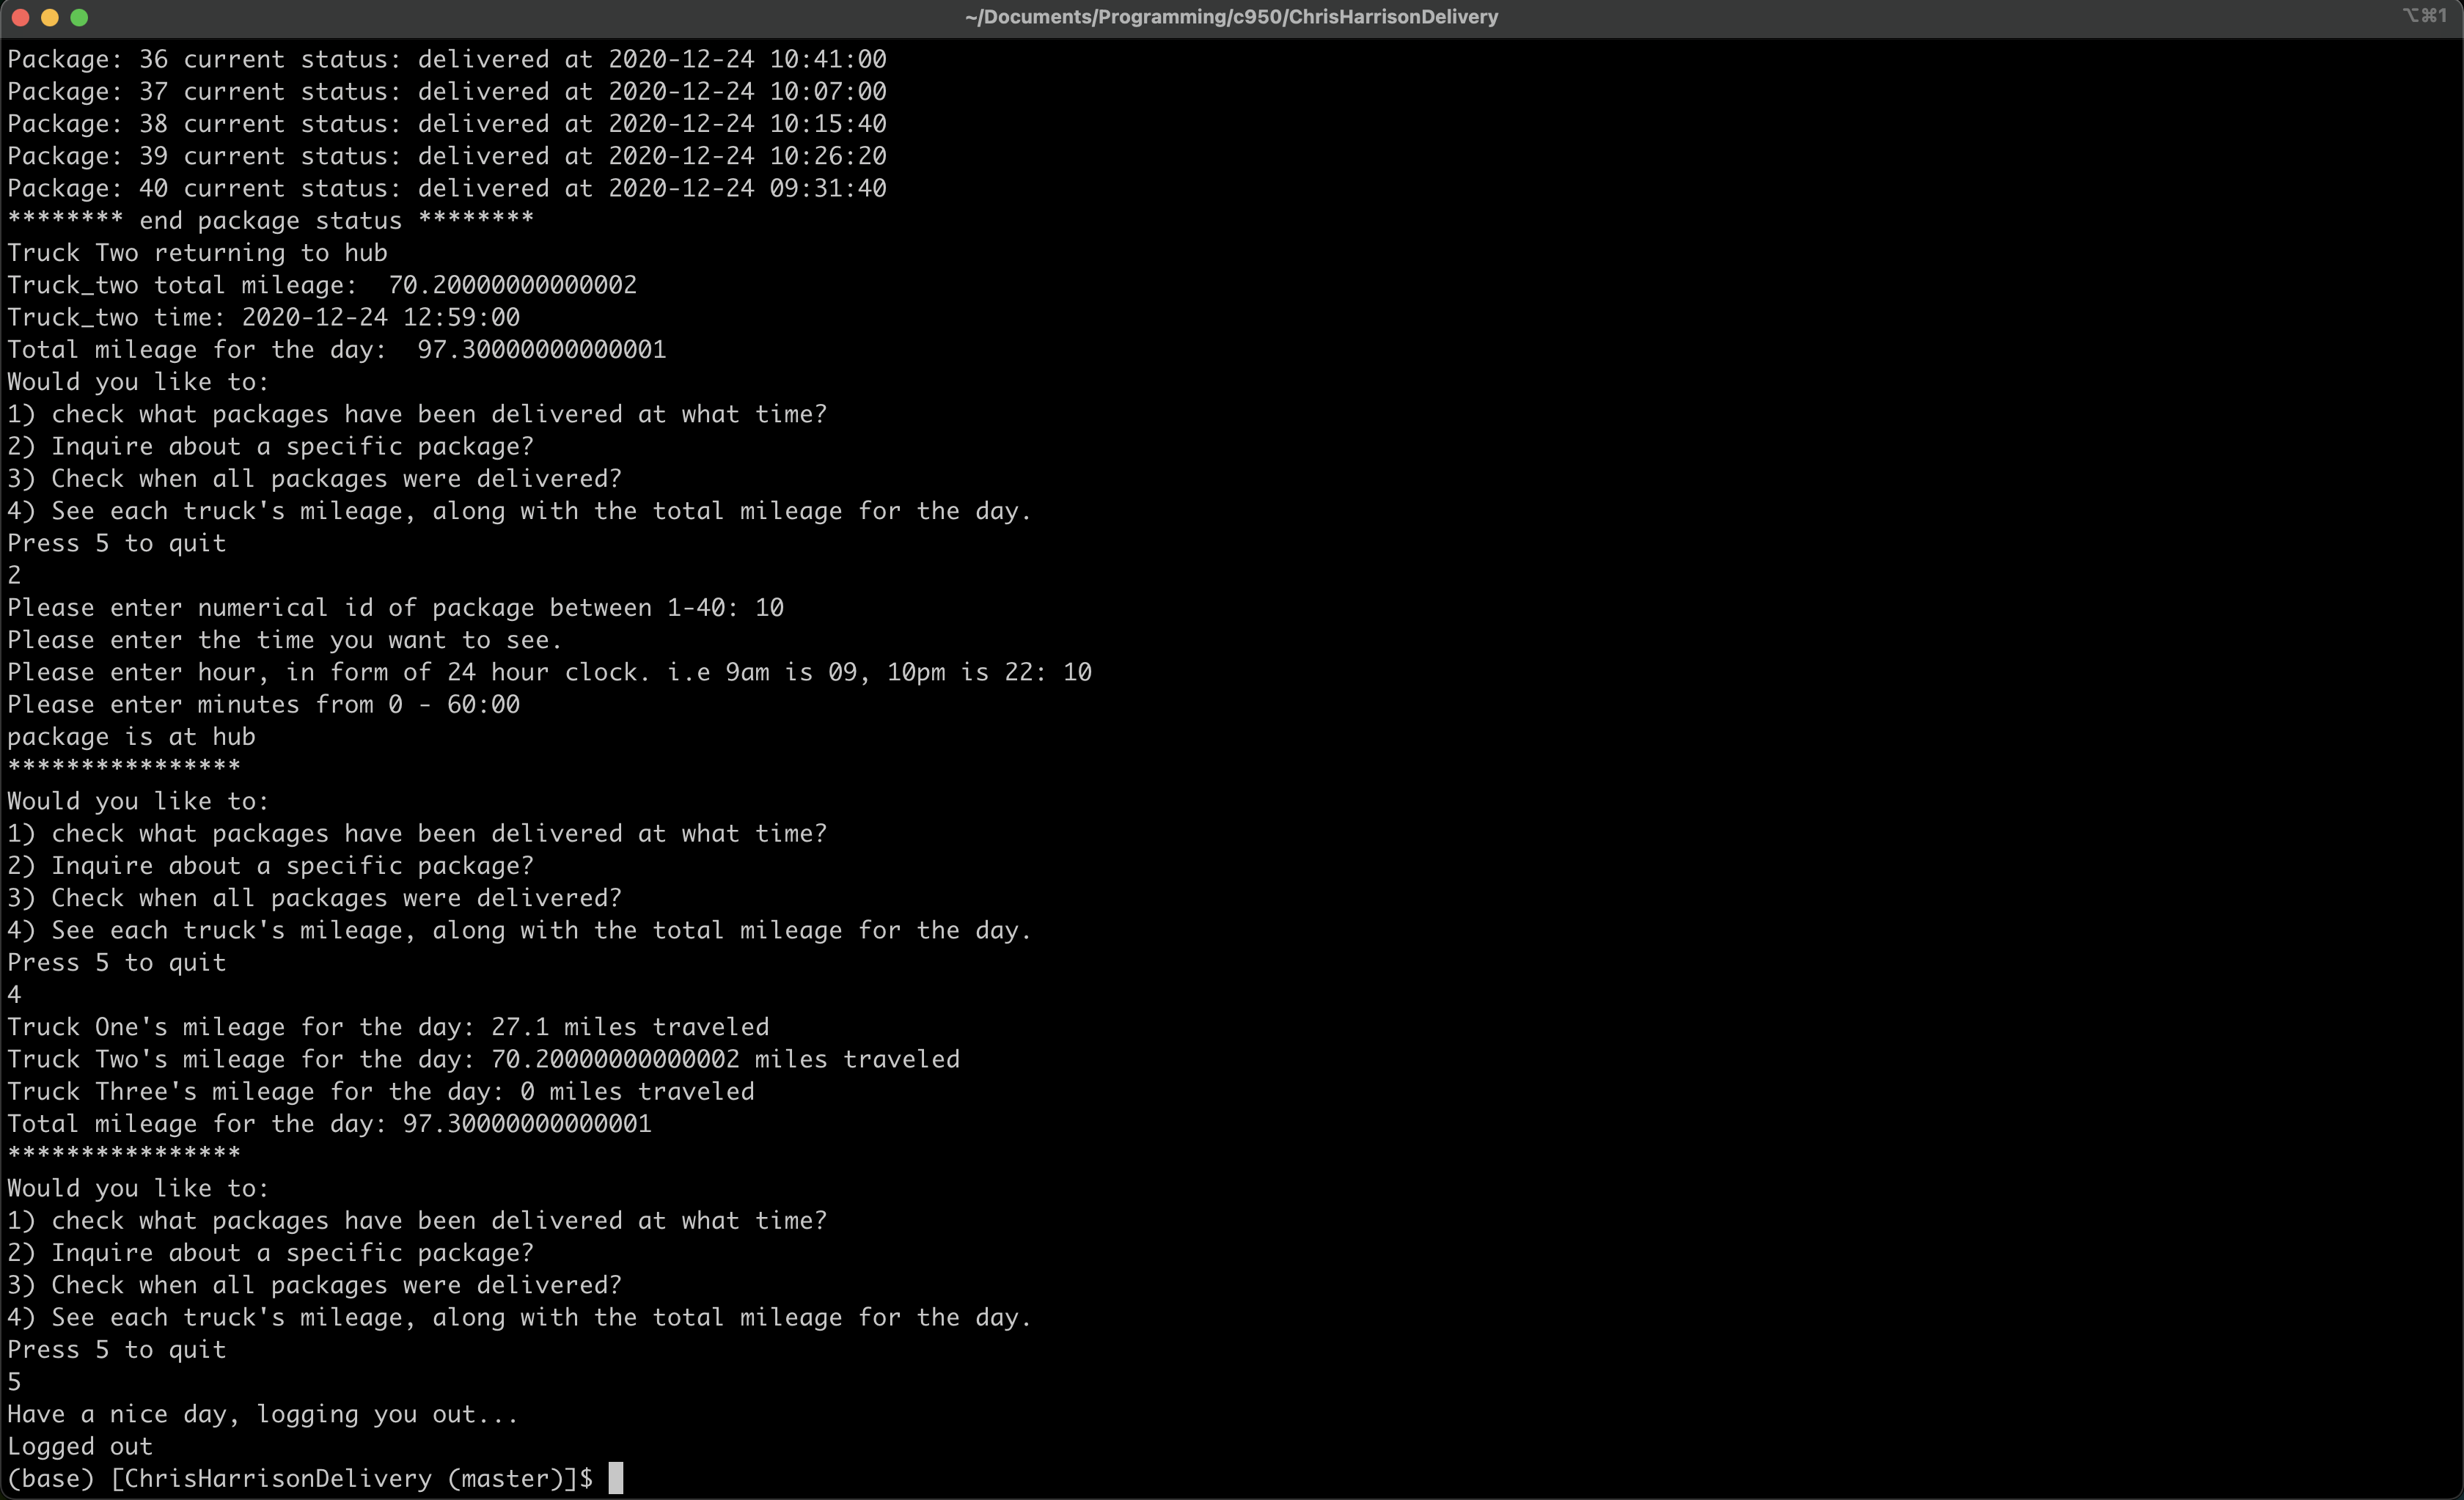 ~/Documents/Programming/c950/ChrisHarrisonDelivery
⌥⌘1
Package: 36 current status: delivered at 2020-12-24 10:41:00
Package: 37 current status: delivered at 2020-12-24 10:07:00
Package: 38 current status: delivered at 2020-12-24 10:15:40
Package: 39 current status: delivered at 2020-12-24 10:26:20
Package: 40 current status: delivered at 2020-12-24 09:31:40
******** end package status ********
Truck Two returning to hub
Truck_two total mileage:  70.20000000000002
Truck_two time: 2020-12-24 12:59:00
Total mileage for the day:  97.30000000000001
Would you like to:
1) check what packages have been delivered at what time?
2) Inquire about a specific package?
3) Check when all packages were delivered?
4) See each truck's mileage, along with the total mileage for the day.
Press 5 to quit
2
Please enter numerical id of package between 1-40: 10
Please enter the time you want to see.
Please enter hour, in form of 24 hour clock. i.e 9am is 09, 10pm is 22: 10
Please enter minutes from 0 - 60:00
package is at hub
****************
Would you like to:
1) check what packages have been delivered at what time?
2) Inquire about a specific package?
3) Check when all packages were delivered?
4) See each truck's mileage, along with the total mileage for the day.
Press 5 to quit
4
Truck One's mileage for the day: 27.1 miles traveled
Truck Two's mileage for the day: 70.20000000000002 miles traveled
Truck Three's mileage for the day: 0 miles traveled
Total mileage for the day: 97.30000000000001
****************
Would you like to:
1) check what packages have been delivered at what time?
2) Inquire about a specific package?
3) Check when all packages were delivered?
4) See each truck's mileage, along with the total mileage for the day.
Press 5 to quit
5
Have a nice day, logging you out...
Logged out
(base) [ChrisHarrisonDelivery (master)]$